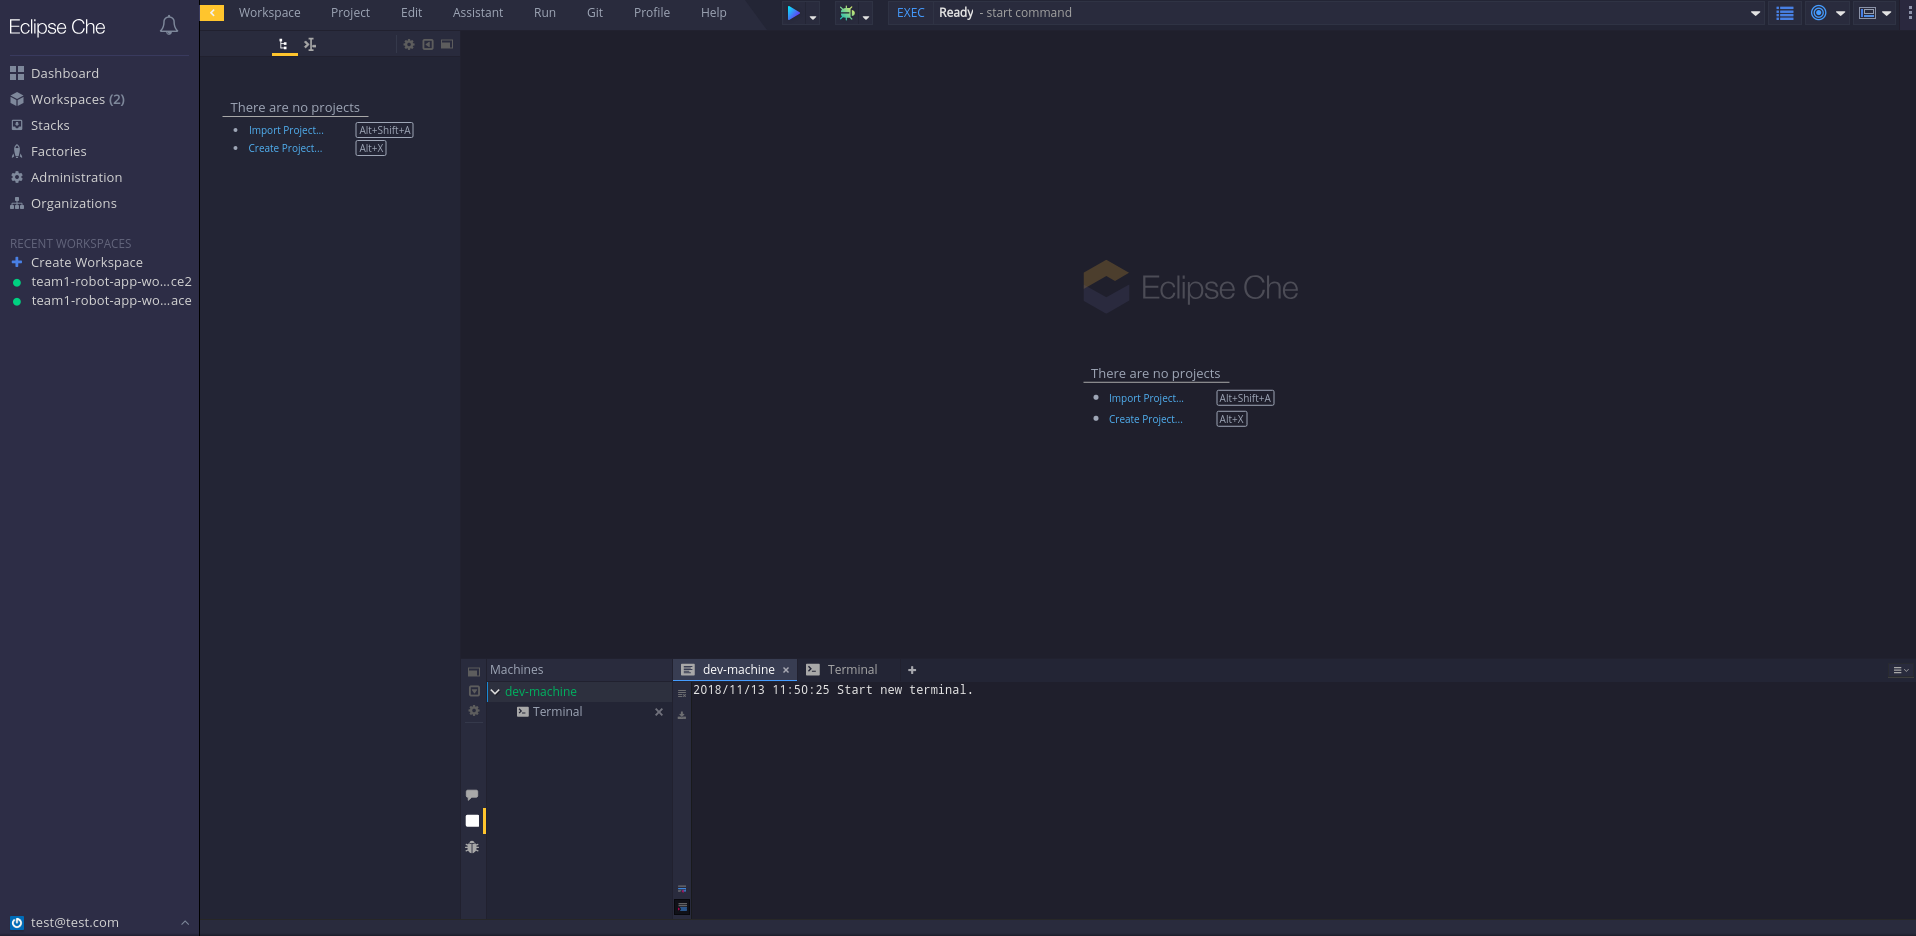 Eclipse Che
Dashboard
Workspaces (2)
Stacks
Factories
Administration
Organizations
RECENT WORKSPACES
Create Workspace
team1-robot-app-wo...ce2
team1-robot-app-wo...ace
test@test.com
Workspace Project Edit Assistant Run Git Profile Help
EXEC Ready - start command
There are no projects
Import Project... Alt+Shift+A
Create Project... Alt+X
Eclipse Che
There are no projects
Import Project... Alt+Shift+A
Create Project... Alt+X
Machines
dev-machine
Terminal
dev-machine Terminal
2018/11/13 11:50:25 Start new terminal.